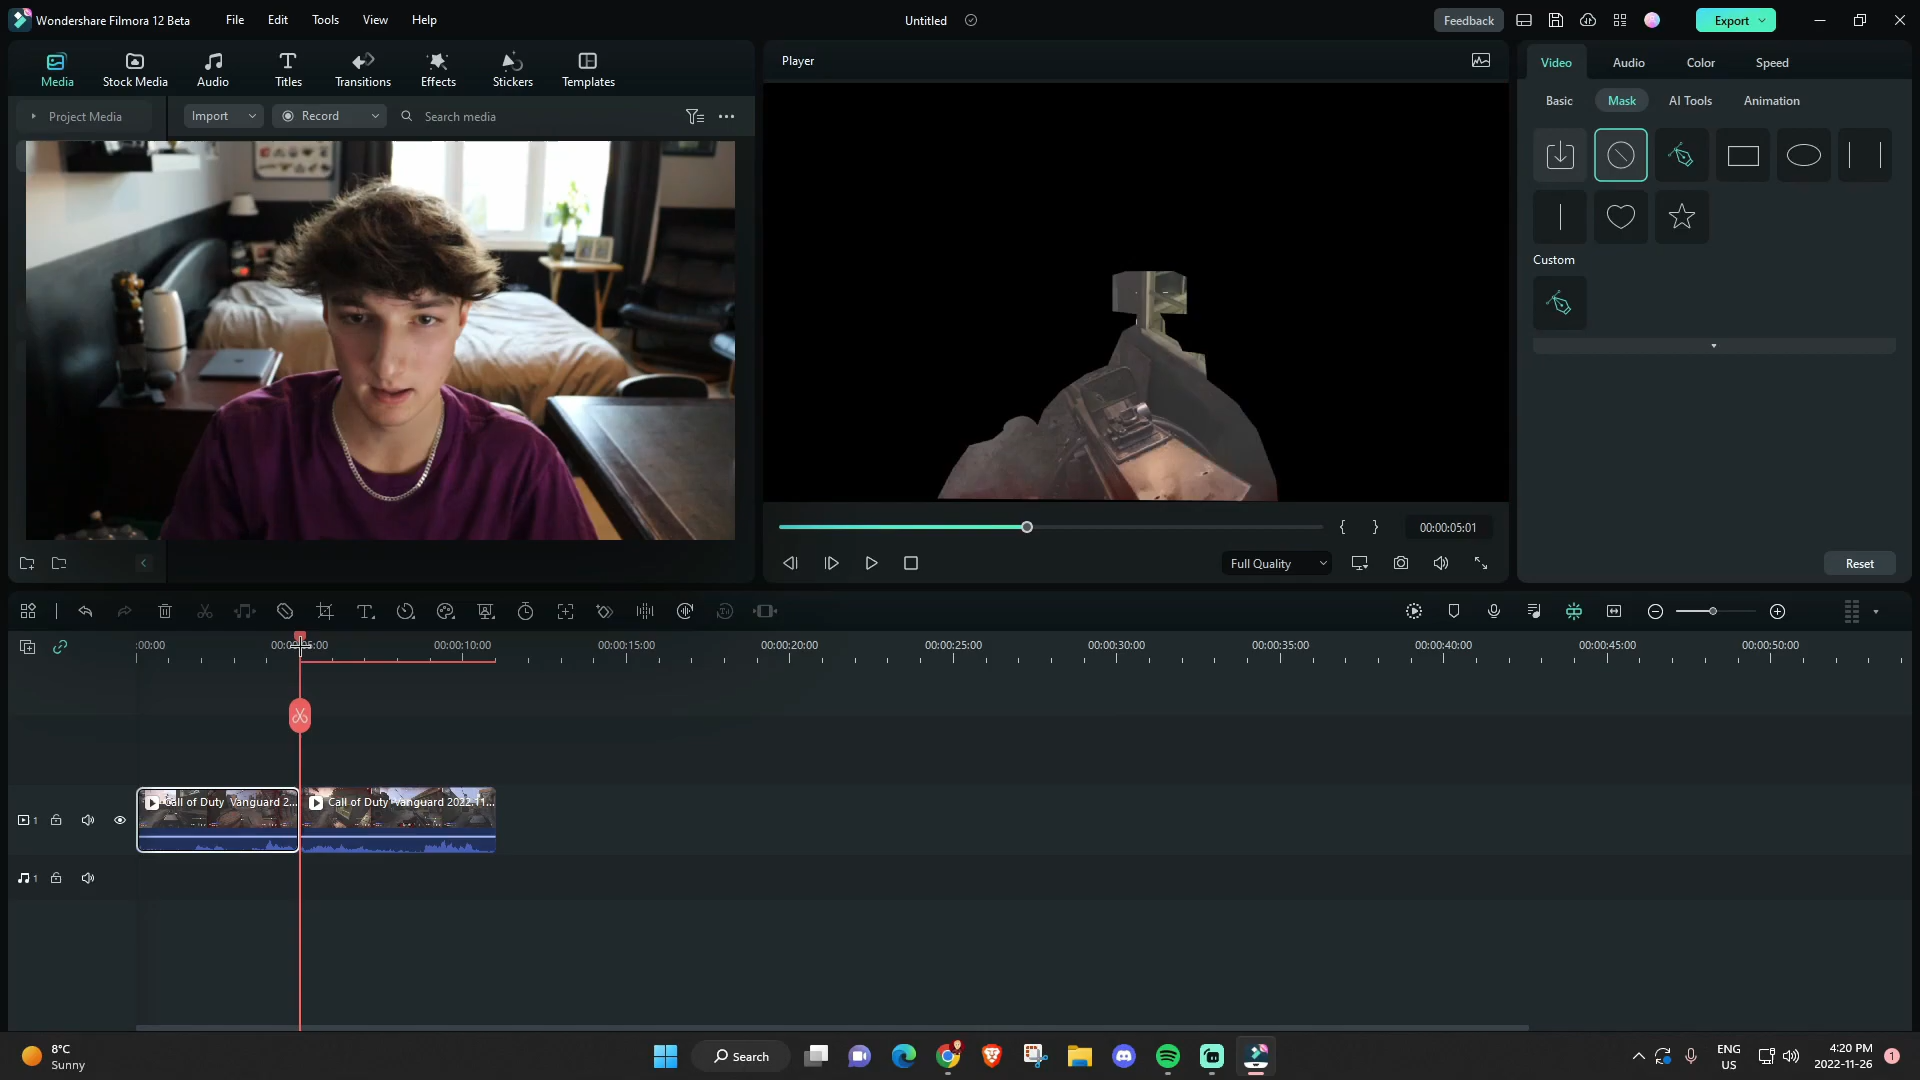 Wondershare Filmora 12 Beta
File
Edit
Tools
View
Help
Untitled
Feedback
Export
Media
Stock Media
Audio
Titles
Transitions
Effects
Stickers
Templates
Player
Video
Audio
Color
Speed
Project Media
Import
Record
Search media
Basic
Mask
AI Tools
Animation
Custom
00:00:05:01
Full Quality
Reset
:00:00
00:00:10:00
00:00:15:00
00:00:20:00
00:00:25:00
00:00:30:00
00:00:35:00
00:00:40:00
00:00:45:00
00:00:50:00
Call of Duty Vanguard 2...
Call of Duty Vanguard 2022.11...
1
1
8°C
Sunny
Search
ENG
US
4:20 PM
2022-11-26
1